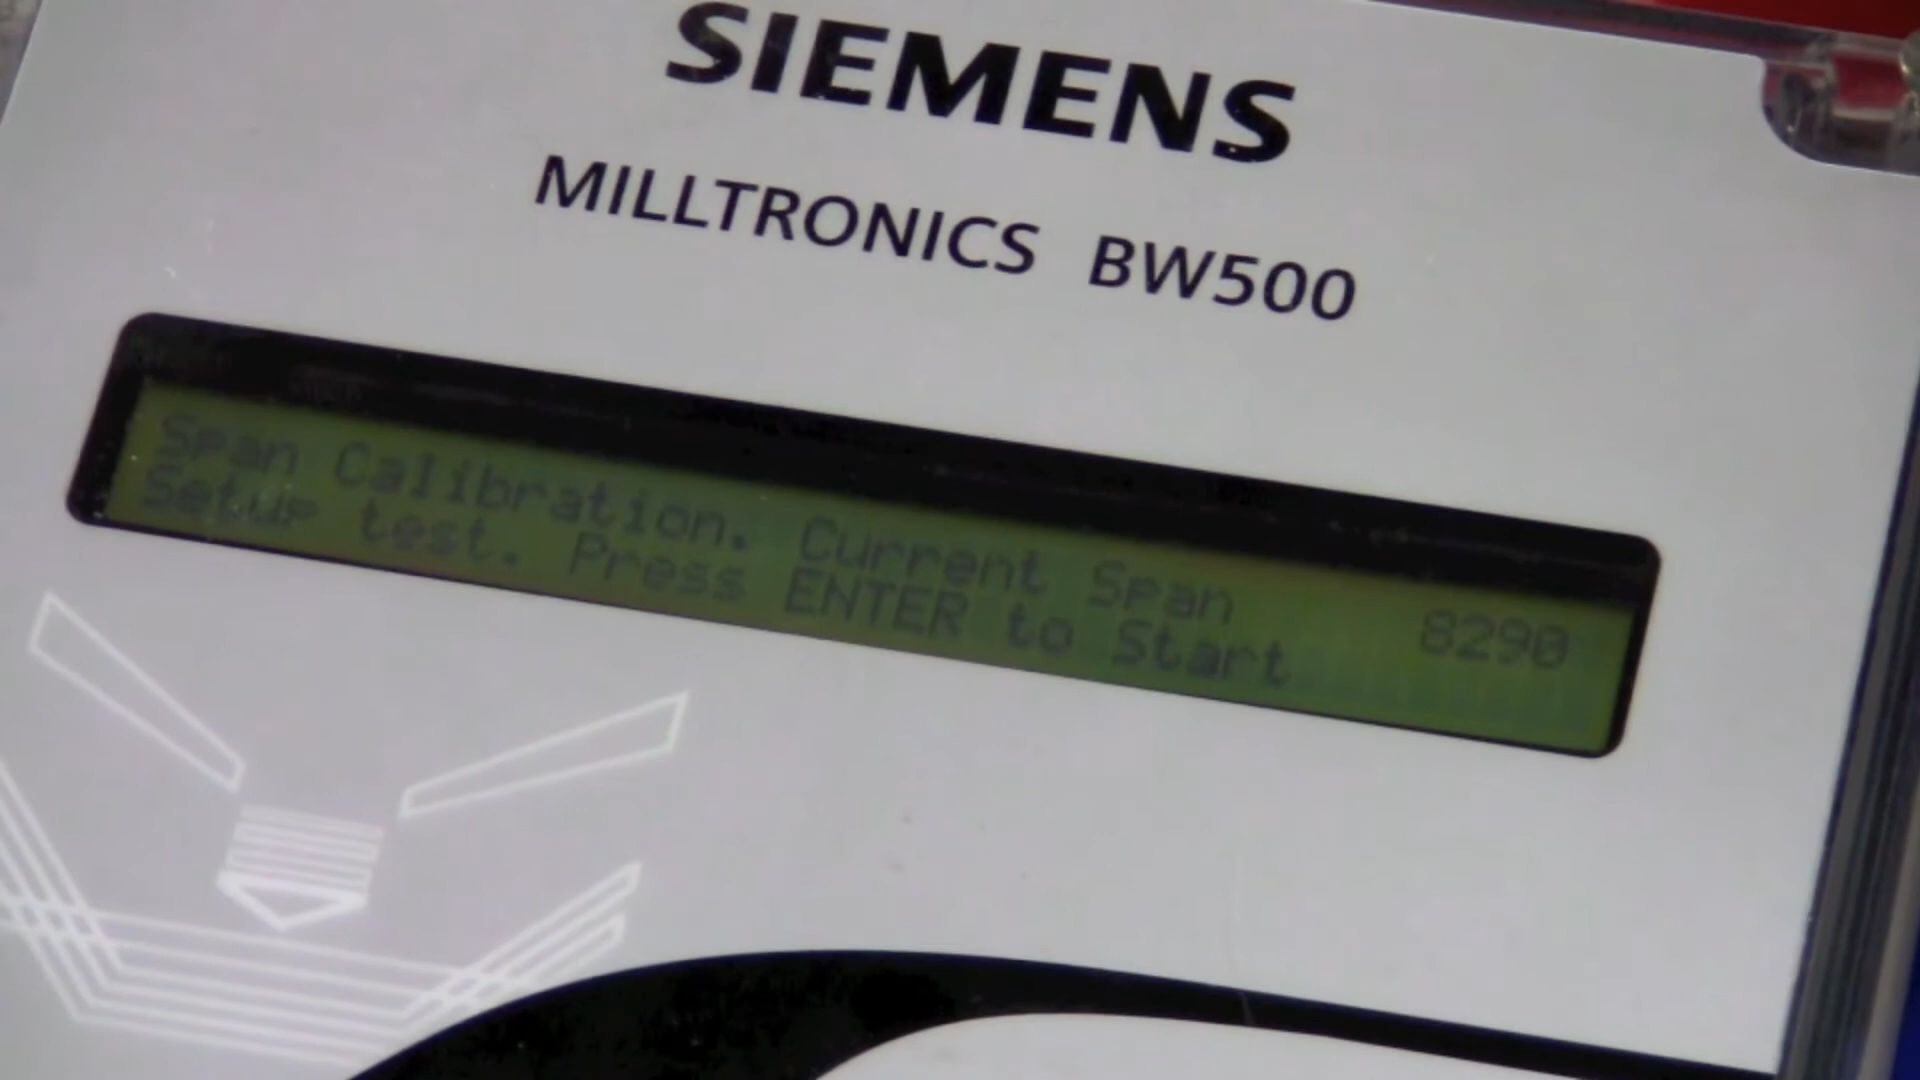 SIEMENS
MILLTRONICS BW500
Span Calibration. Current Span 8290
Setup test. Press ENTER to Start